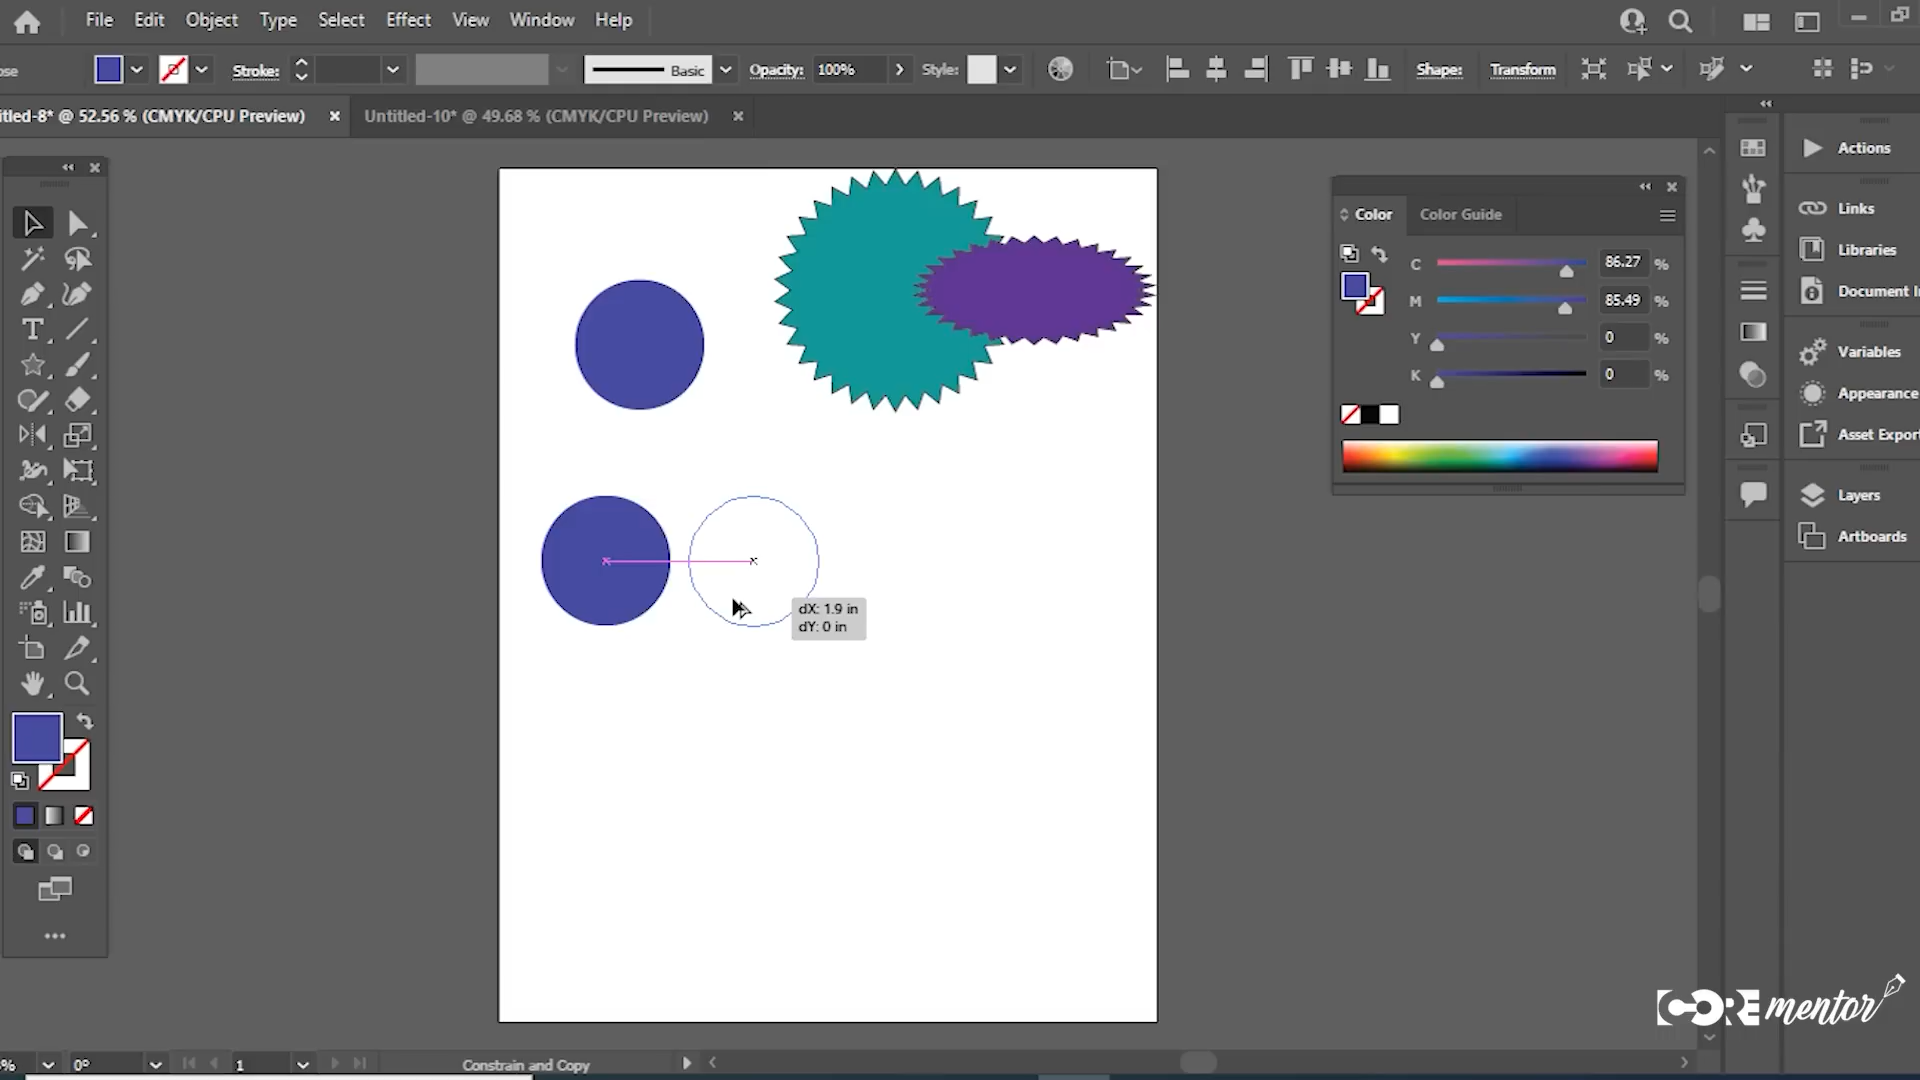 File Edit Object Type Select Effect View Window Help
ose Stroke: Basic Opacity: 100% Style: Shape: Transform
itled-8* @ 52.56 % (CMYK/CPU Preview) Untitled-10* @ 49.68 % (CMYK/CPU Preview)
Actions
Links
Libraries
Document I
Variables
Appearance
Asset Export
Layers
Artboards
Color Color Guide
C 86.27 %
M 85.49 %
Y 0 %
K 0 %
dX: 1.9 in
dY: 0 in
CORE mentor
% 0° 1 Constrain and Copy